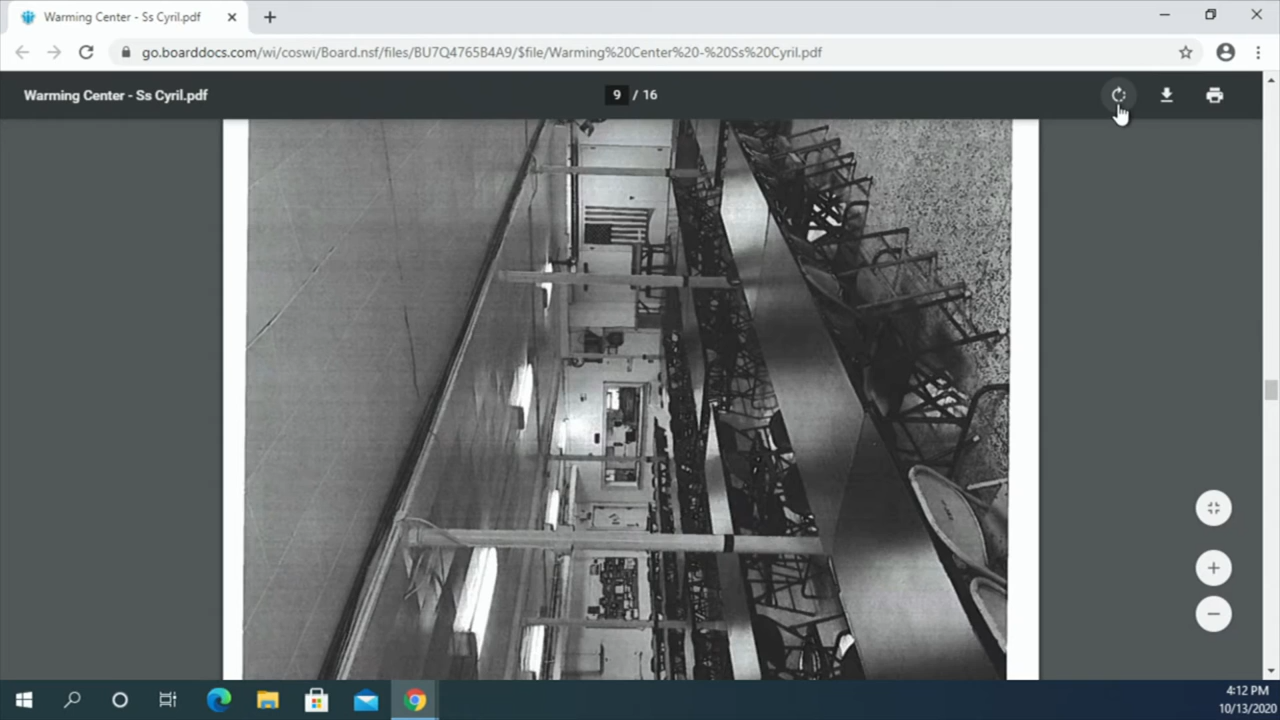 Warming Center - Ss Cyril.pdf
go.boarddocs.com/wi/coswi/Board.nsf/files/BU7Q4765B4A9/$file/Warming%20Center%20-%20Ss%20Cyril.pdf
Warming Center - Ss Cyril.pdf
9 / 16
4:12 PM
10/13/2020